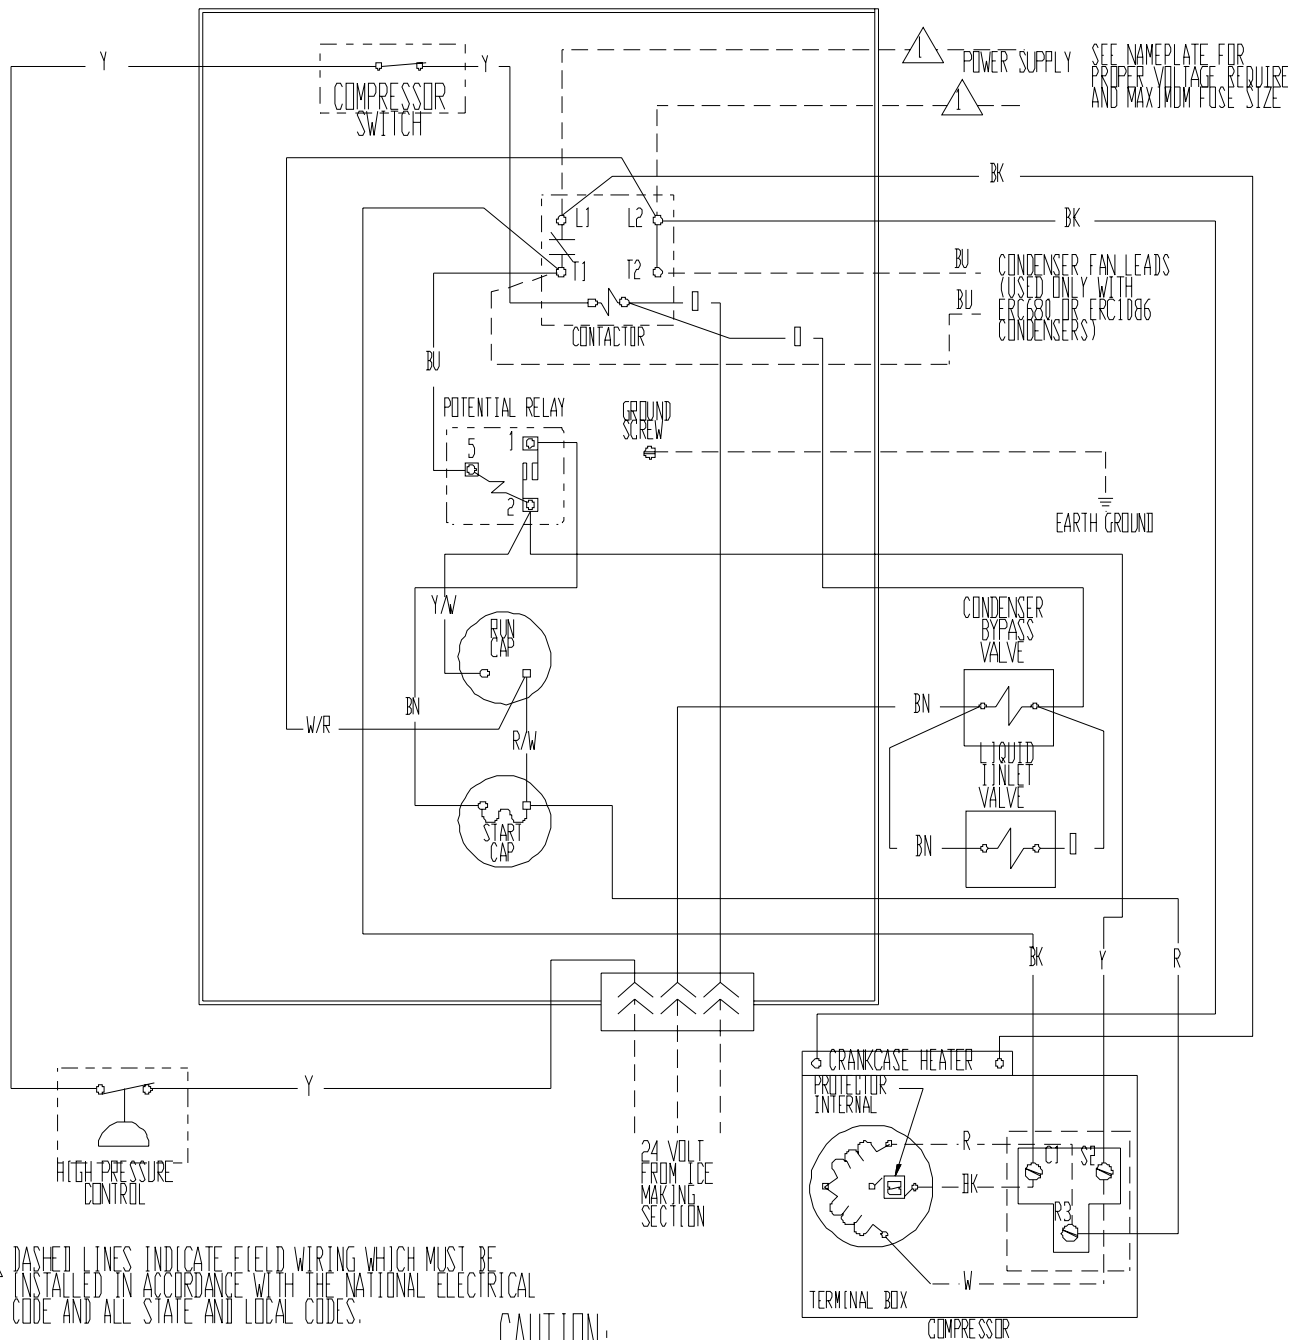 Y
COMPRESSOR
SWITCH
Y
1
POWER SUPPLY
1
SEE NAMEPLATE FOR
PROPER VOLTAGE REQUIRE
AND MAXIMUM FUSE SIZE
BK
L1
L2
BK
T1
T2
BU
BU
CONDENSER FAN LEADS
(USED ONLY WITH
ERC680 OR ERC1086
CONDENSERS)
O
O
CONTACTOR
BU
POTENTIAL RELAY
5
1
2
GROUND
SCREW
EARTH GROUND
Y/W
RUN
CAP
BN
W/R
R/W
START
CAP
CONDENSER
BYPASS
VALVE
BN
LIQUID
INLET
VALVE
BN
O
BK
Y
R
Y
HIGH PRESSURE
CONTROL
24 VOLT
FROM ICE
MAKING
SECTION
CRANKCASE HEATER
PROTECTOR
INTERNAL
R
BK
C1
S2
R3
W
TERMINAL BOX
COMPRESSOR
DASHED LINES INDICATE FIELD WIRING WHICH MUST BE
INSTALLED IN ACCORDANCE WITH THE NATIONAL ELECTRICAL
CODE AND ALL STATE AND LOCAL CODES.
CAUTION: